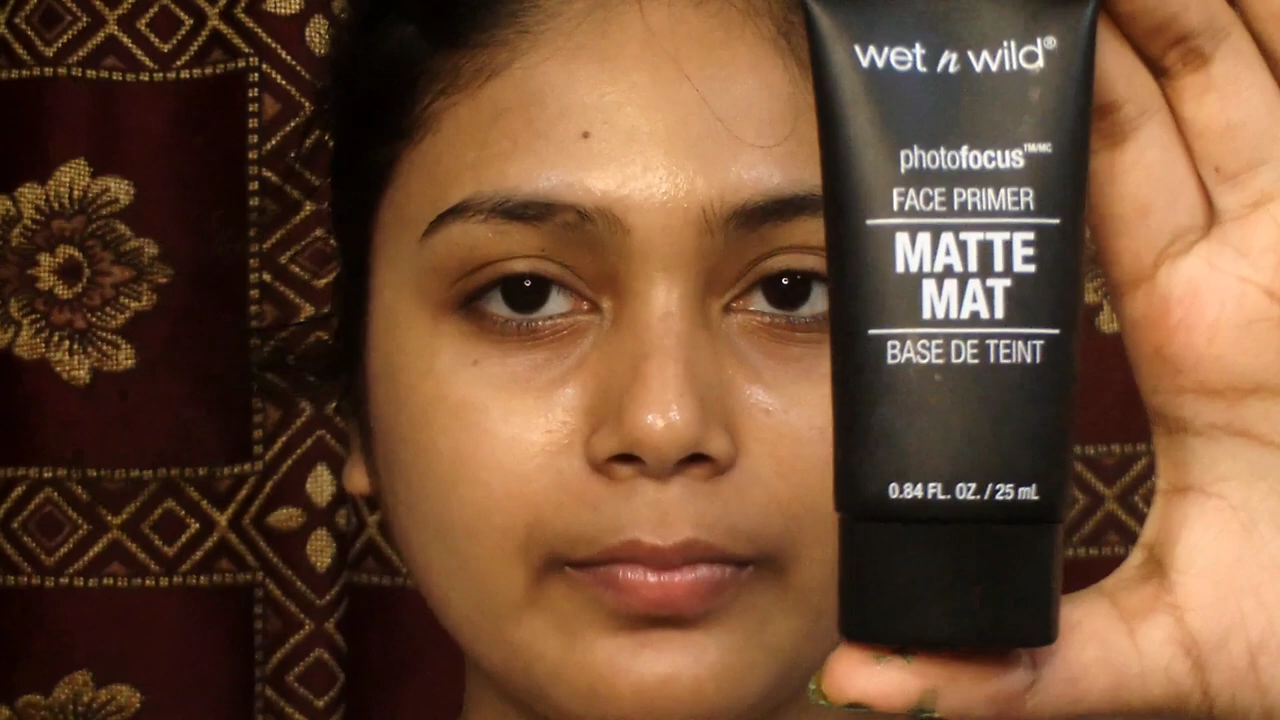 wet n wild®
photofocus™/MC
FACE PRIMER
MATTE
MAT
BASE DE TEINT
0.84 FL. OZ. / 25 mL